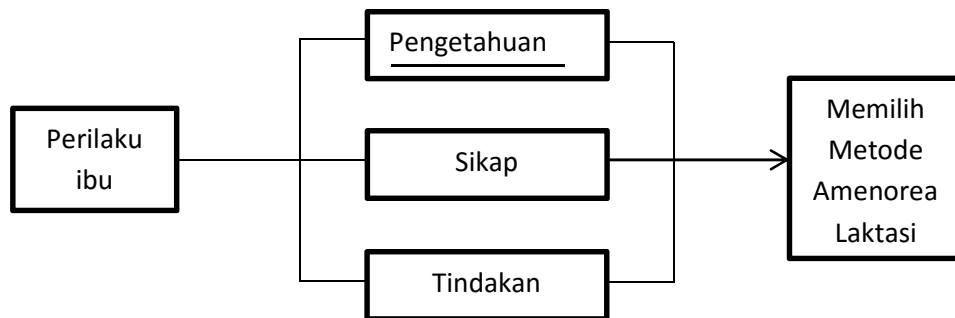 Perilaku
ibu
Pengetahuan
Sikap
Tindakan
Memilih
Metode
Amenorea
Laktasi